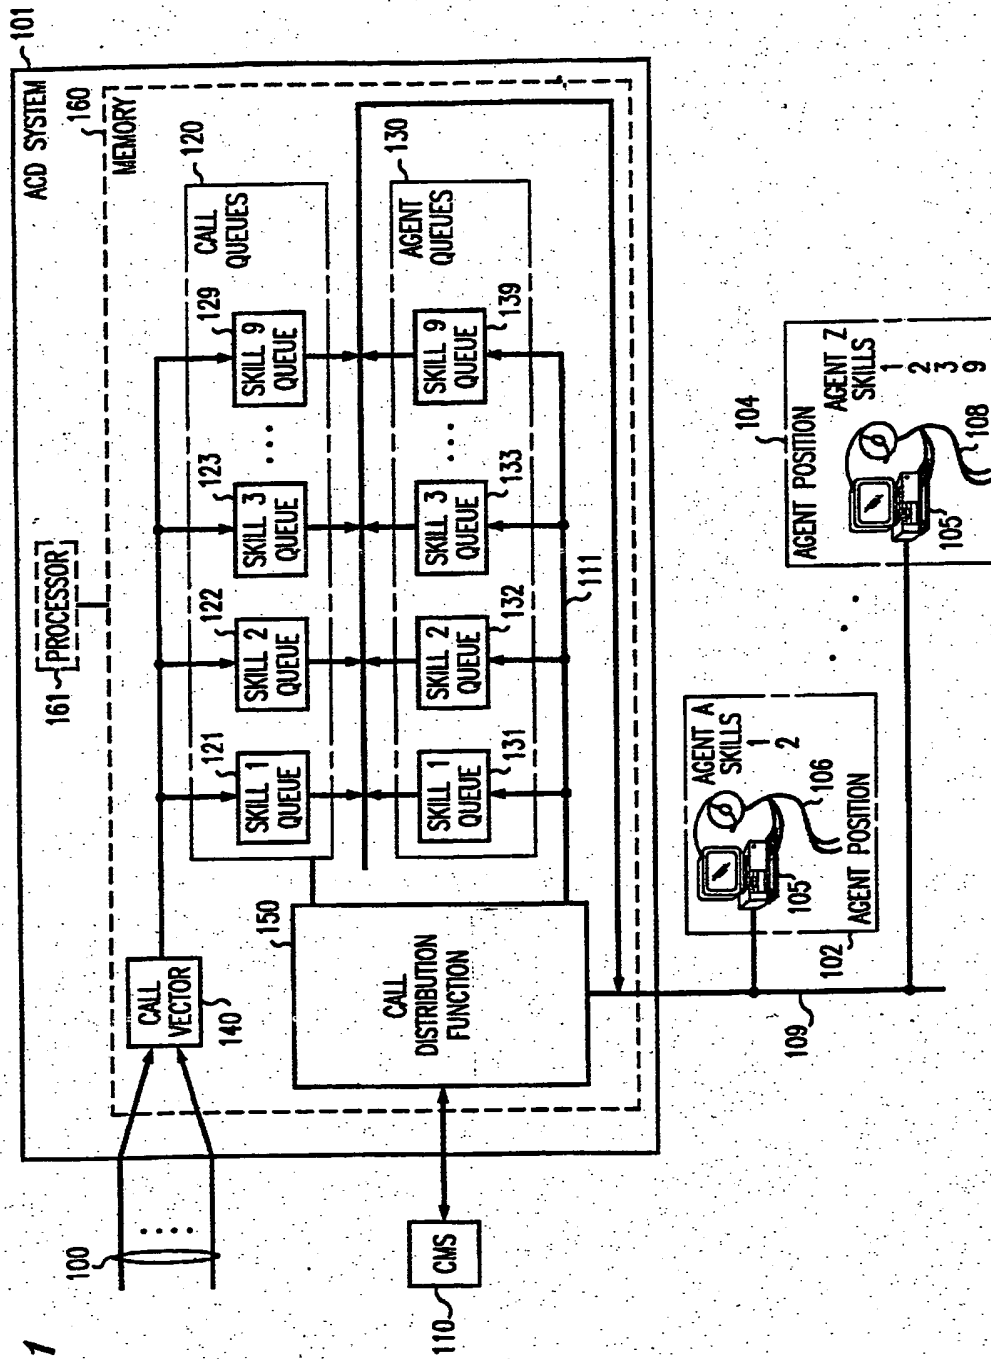 1
ACD SYSTEM
101
161
PROCESSOR
160
MEMORY
100
CALL
VECTOR
140
120
CALL
QUEUES
121
SKILL 1
QUEUE
122
SKILL 2
QUEUE
123
SKILL 3
QUEUE
129
SKILL 9
QUEUE
130
AGENT
QUEUES
SKILL 1
QUEUE
131
SKILL 2
QUEUE
132
SKILL 3
QUEUE
133
SKILL 9
QUEUE
139
111
150
CALL
DISTRIBUTION
FUNCTION
110
CMS
109
102
AGENT POSITION
AGENT A
SKILLS
1
2
105
106
104
AGENT POSITION
AGENT Z
SKILLS
1
2
3
9
105
108